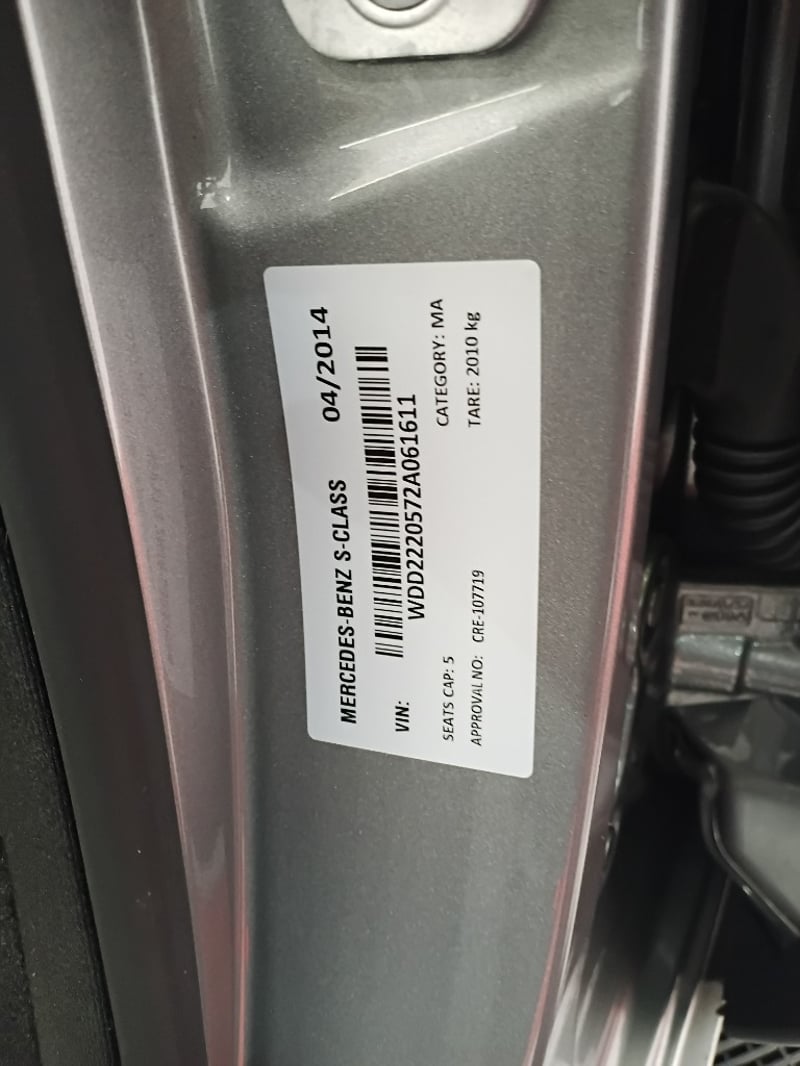 MERCEDES-BENZ S-CLASS 04/2014
VIN:
WDD2220572A061611
SEATS CAP: 5 CATEGORY: MA
APPROVAL NO: CRE-107719 TARE: 2010 kg